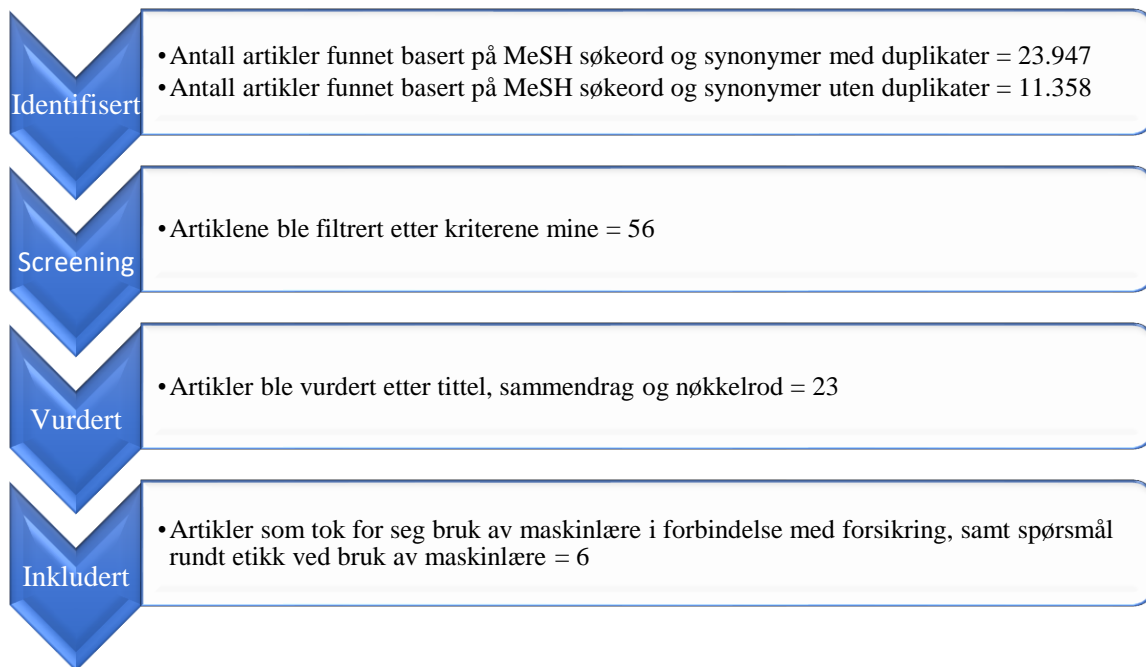 Identifisert
•Antall artikler funnet basert på MeSH søkeord og synonymer med duplikater = 23.947
•Antall artikler funnet basert på MeSH søkeord og synonymer uten duplikater = 11.358
Screening
•Artiklene ble filtrert etter kriterene mine = 56
Vurdert
•Artikler ble vurdert etter tittel, sammendrag og nøkkelrod = 23
Inkludert
•Artikler som tok for seg bruk av maskinlære i forbindelse med forsikring, samt spørsmål
rundt etikk ved bruk av maskinlære = 6